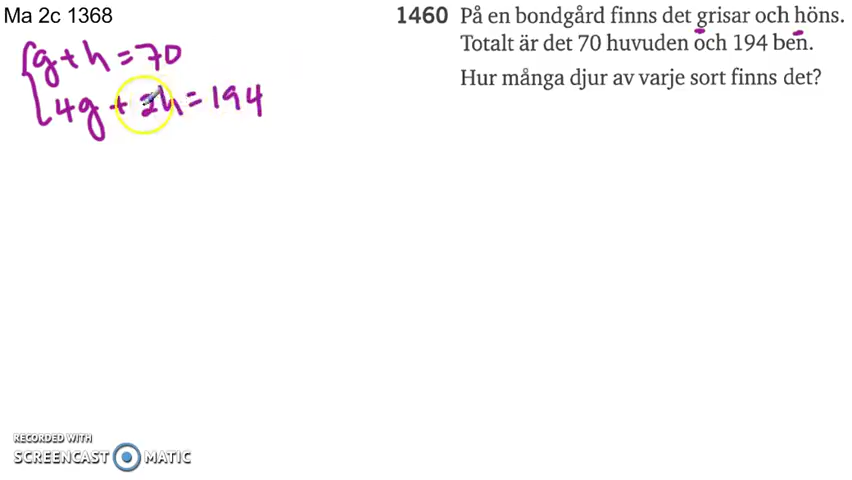 Ma 2c 1368
g + h = 70
4g + 2h = 194
1460 På en bondgård finns det grisar och höns.
Totalt är det 70 huvuden och 194 ben.
Hur många djur av varje sort finns det?
RECORDED WITH
SCREENCAST MATIC